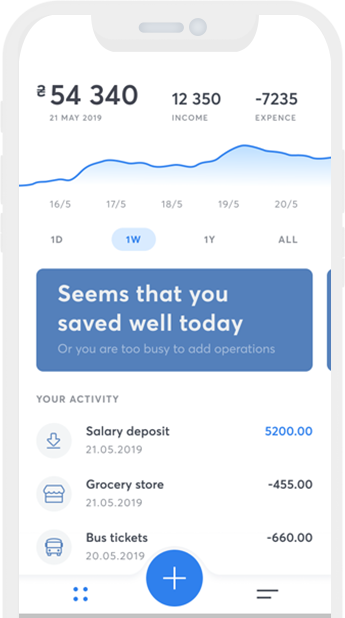 ₴54 340
21 MAY 2019
12 350
INCOME
-7235
EXPENCE
16/5 17/5 18/5 19/5 20/5
1D 1W 1Y ALL
Seems that you
saved well today
Or you are too busy to add operations
YOUR ACTIVITY
Salary deposit 5200.00
21.05.2019
Grocery store -455.00
21.05.2019
Bus tickets -660.00
20.05.2019